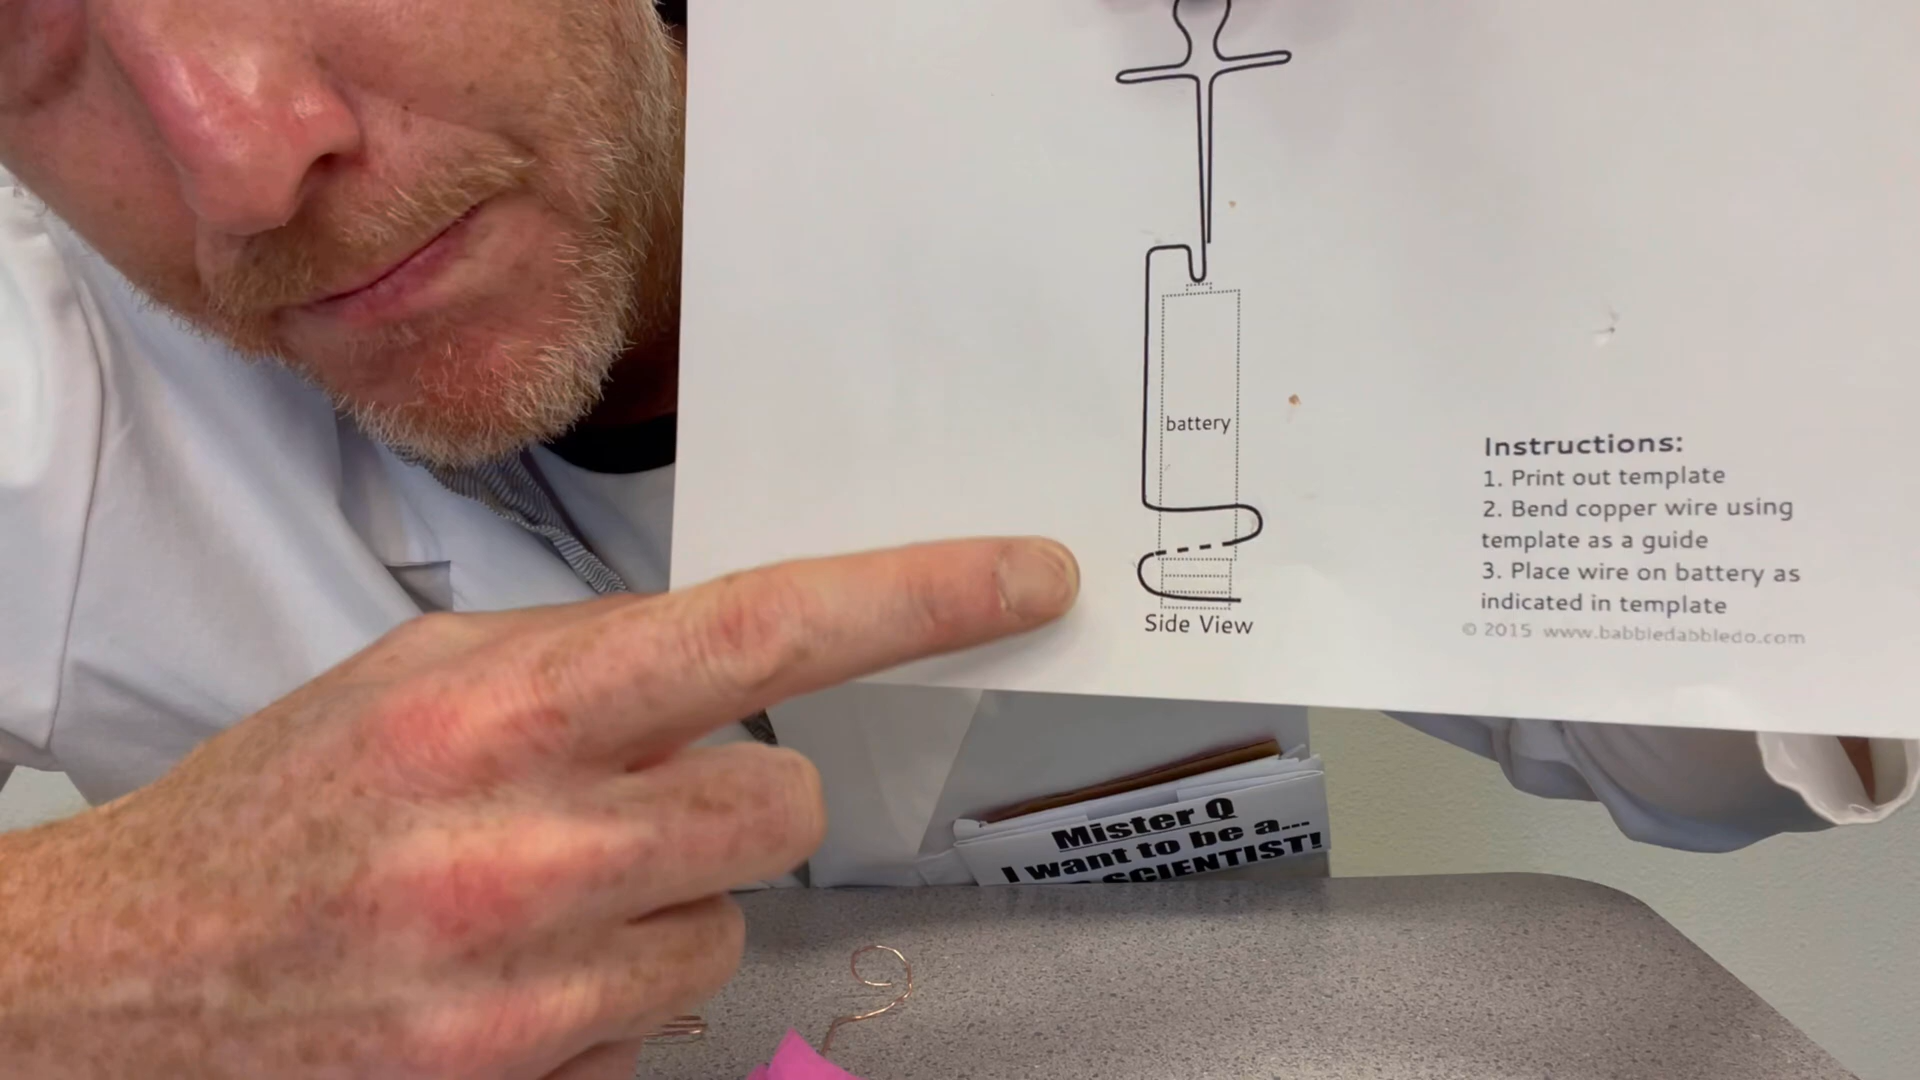 battery
Side View
Instructions:
1. Print out template
2. Bend copper wire using
template as a guide
3. Place wire on battery as
indicated in template
© 2015 www.babbledabbledo.com
Mister Q
I want to be a...
SCIENTIST!